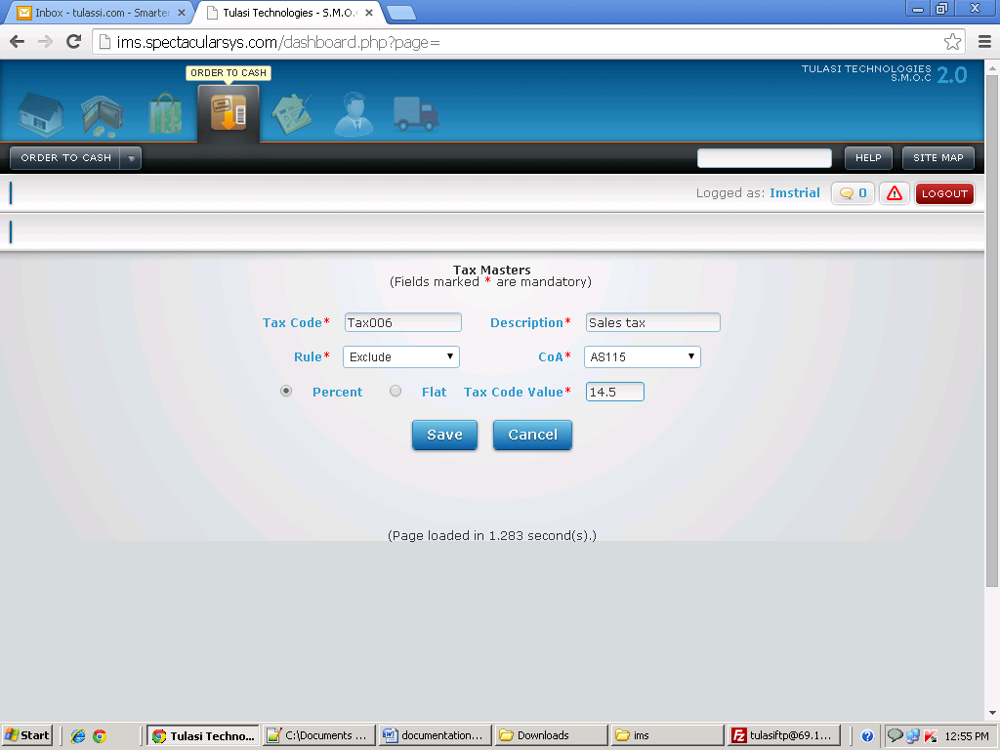 Inbox - tulassi.com - Smarter
Tulasi Technologies - S.M.O.
ims.spectacularsys.com/dashboard.php?page=
ORDER TO CASH
TULASI TECHNOLOGIES
S.M.O.C
2.0
ORDER TO CASH
HELP
SITE MAP
Logged as: Imstrial
0
LOGOUT
Tax Masters
(Fields marked * are mandatory)
Tax Code* Tax006 Description* Sales tax
Rule* Exclude CoA* AS115
Percent Flat Tax Code Value* 14.5
Save Cancel
(Page loaded in 1.283 second(s).)
Start
Tulasi Techno...
C:\Documents ...
documentation...
Downloads
ims
tulasiftp@69.1...
12:55 PM